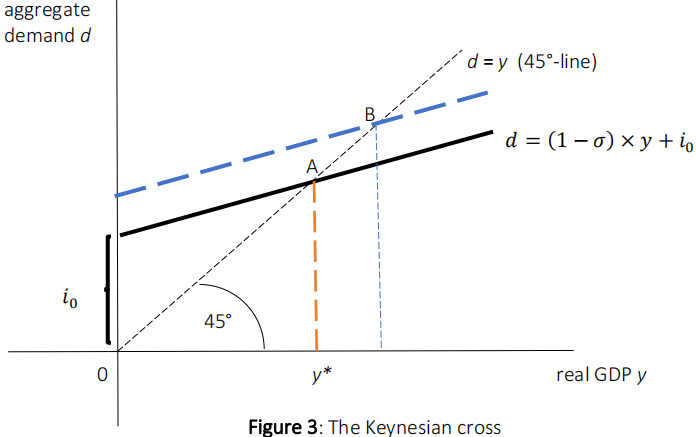 aggregate
demand d
d = y (45°-line)
B
d = (1 − σ) × y + i₀
A
i₀
45°
0
y*
real GDP y
Figure 3: The Keynesian cross